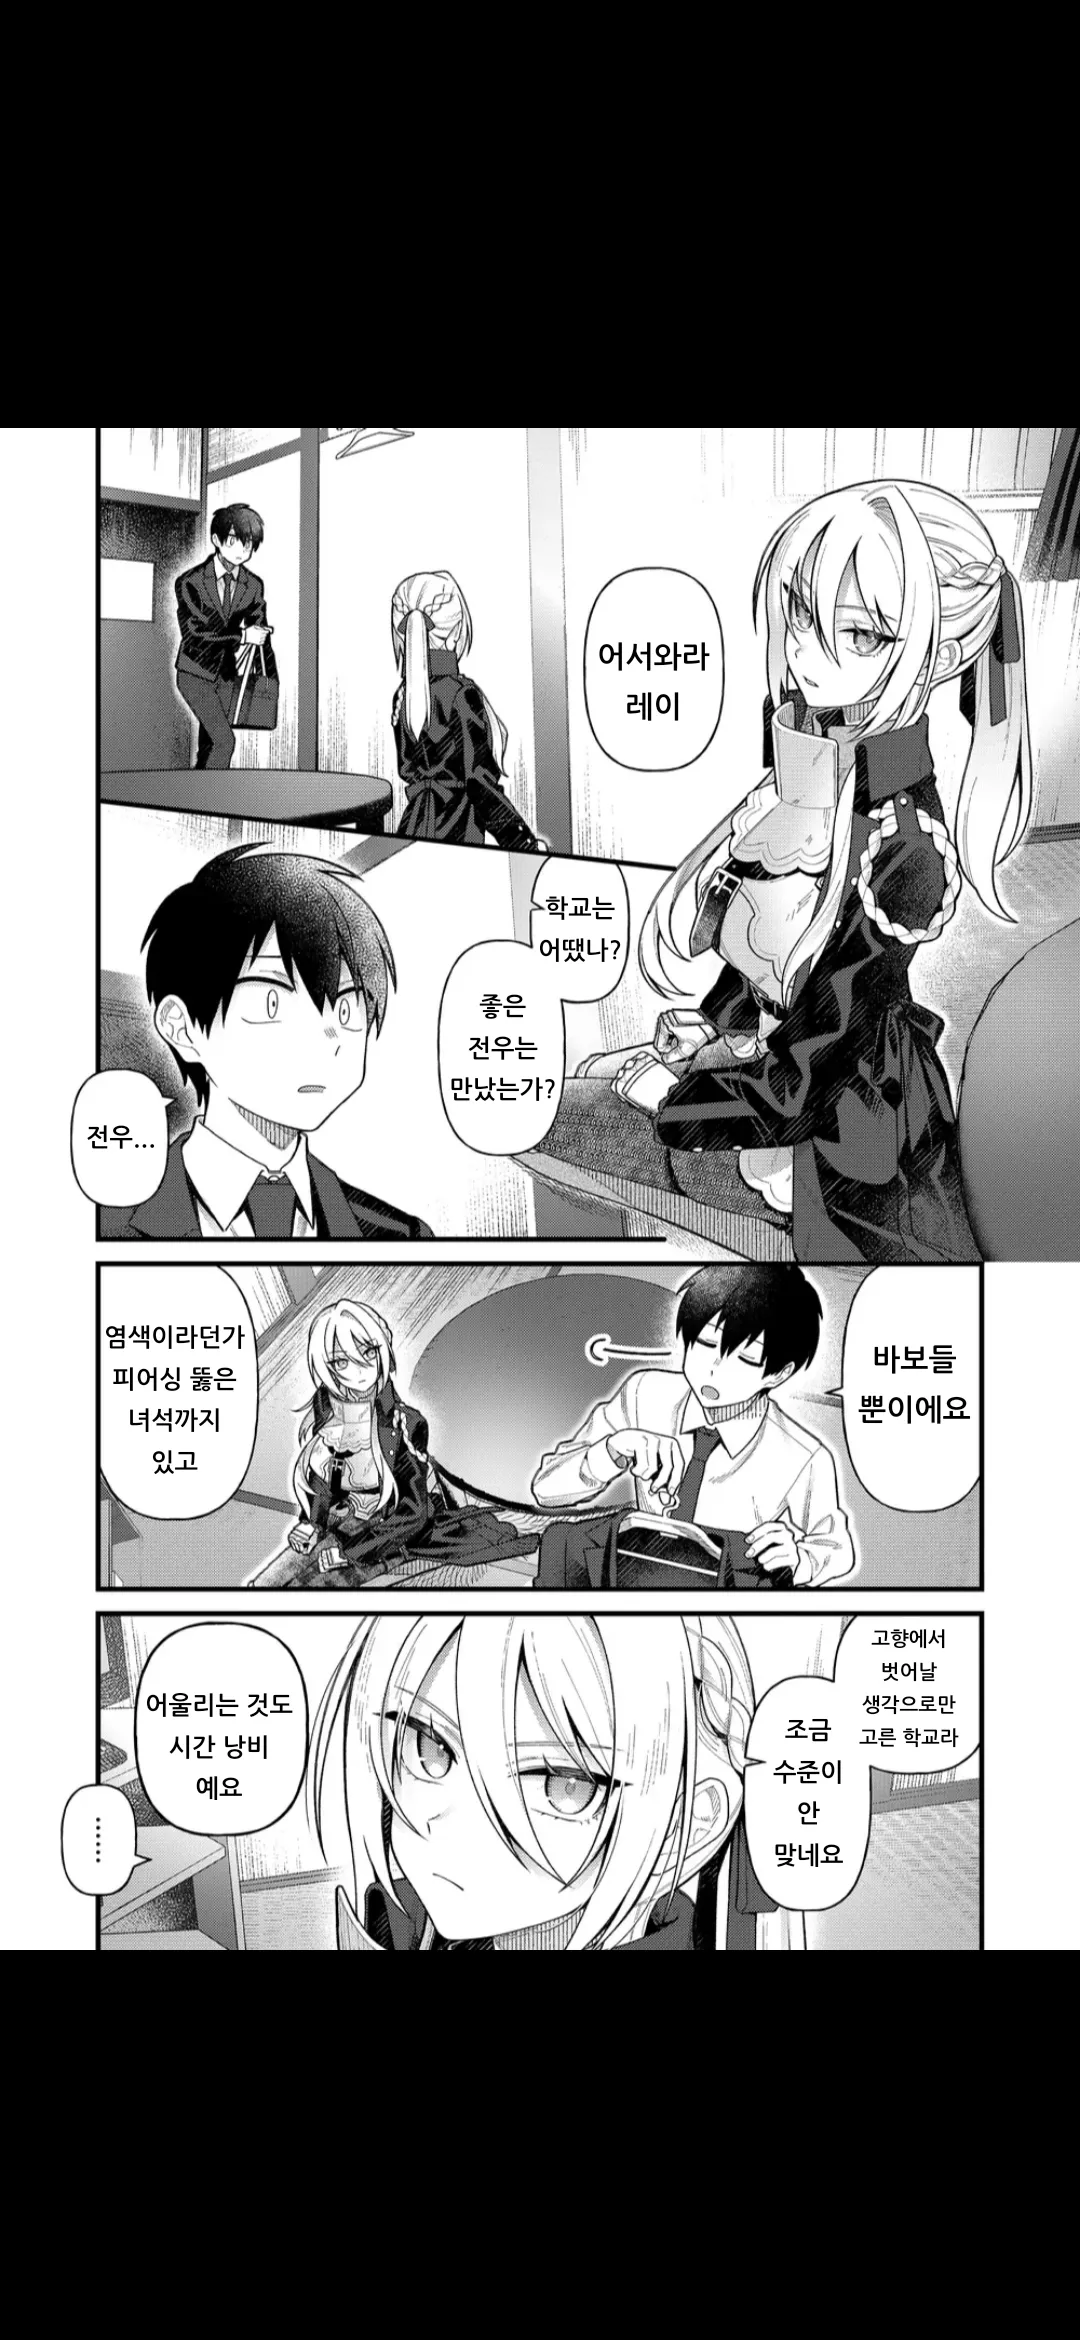 어서와라
레이
학교는
어땠나?
좋은
전우는
만났는가?
전우...
바보들
뿐이에요
염색이라던가
피어싱 뚫은
녀석까지
있고
고향에서
벗어날
생각으로만
고른 학교라
조금
수준이
안
맞네요
어울리는 것도
시간 낭비
예요
……